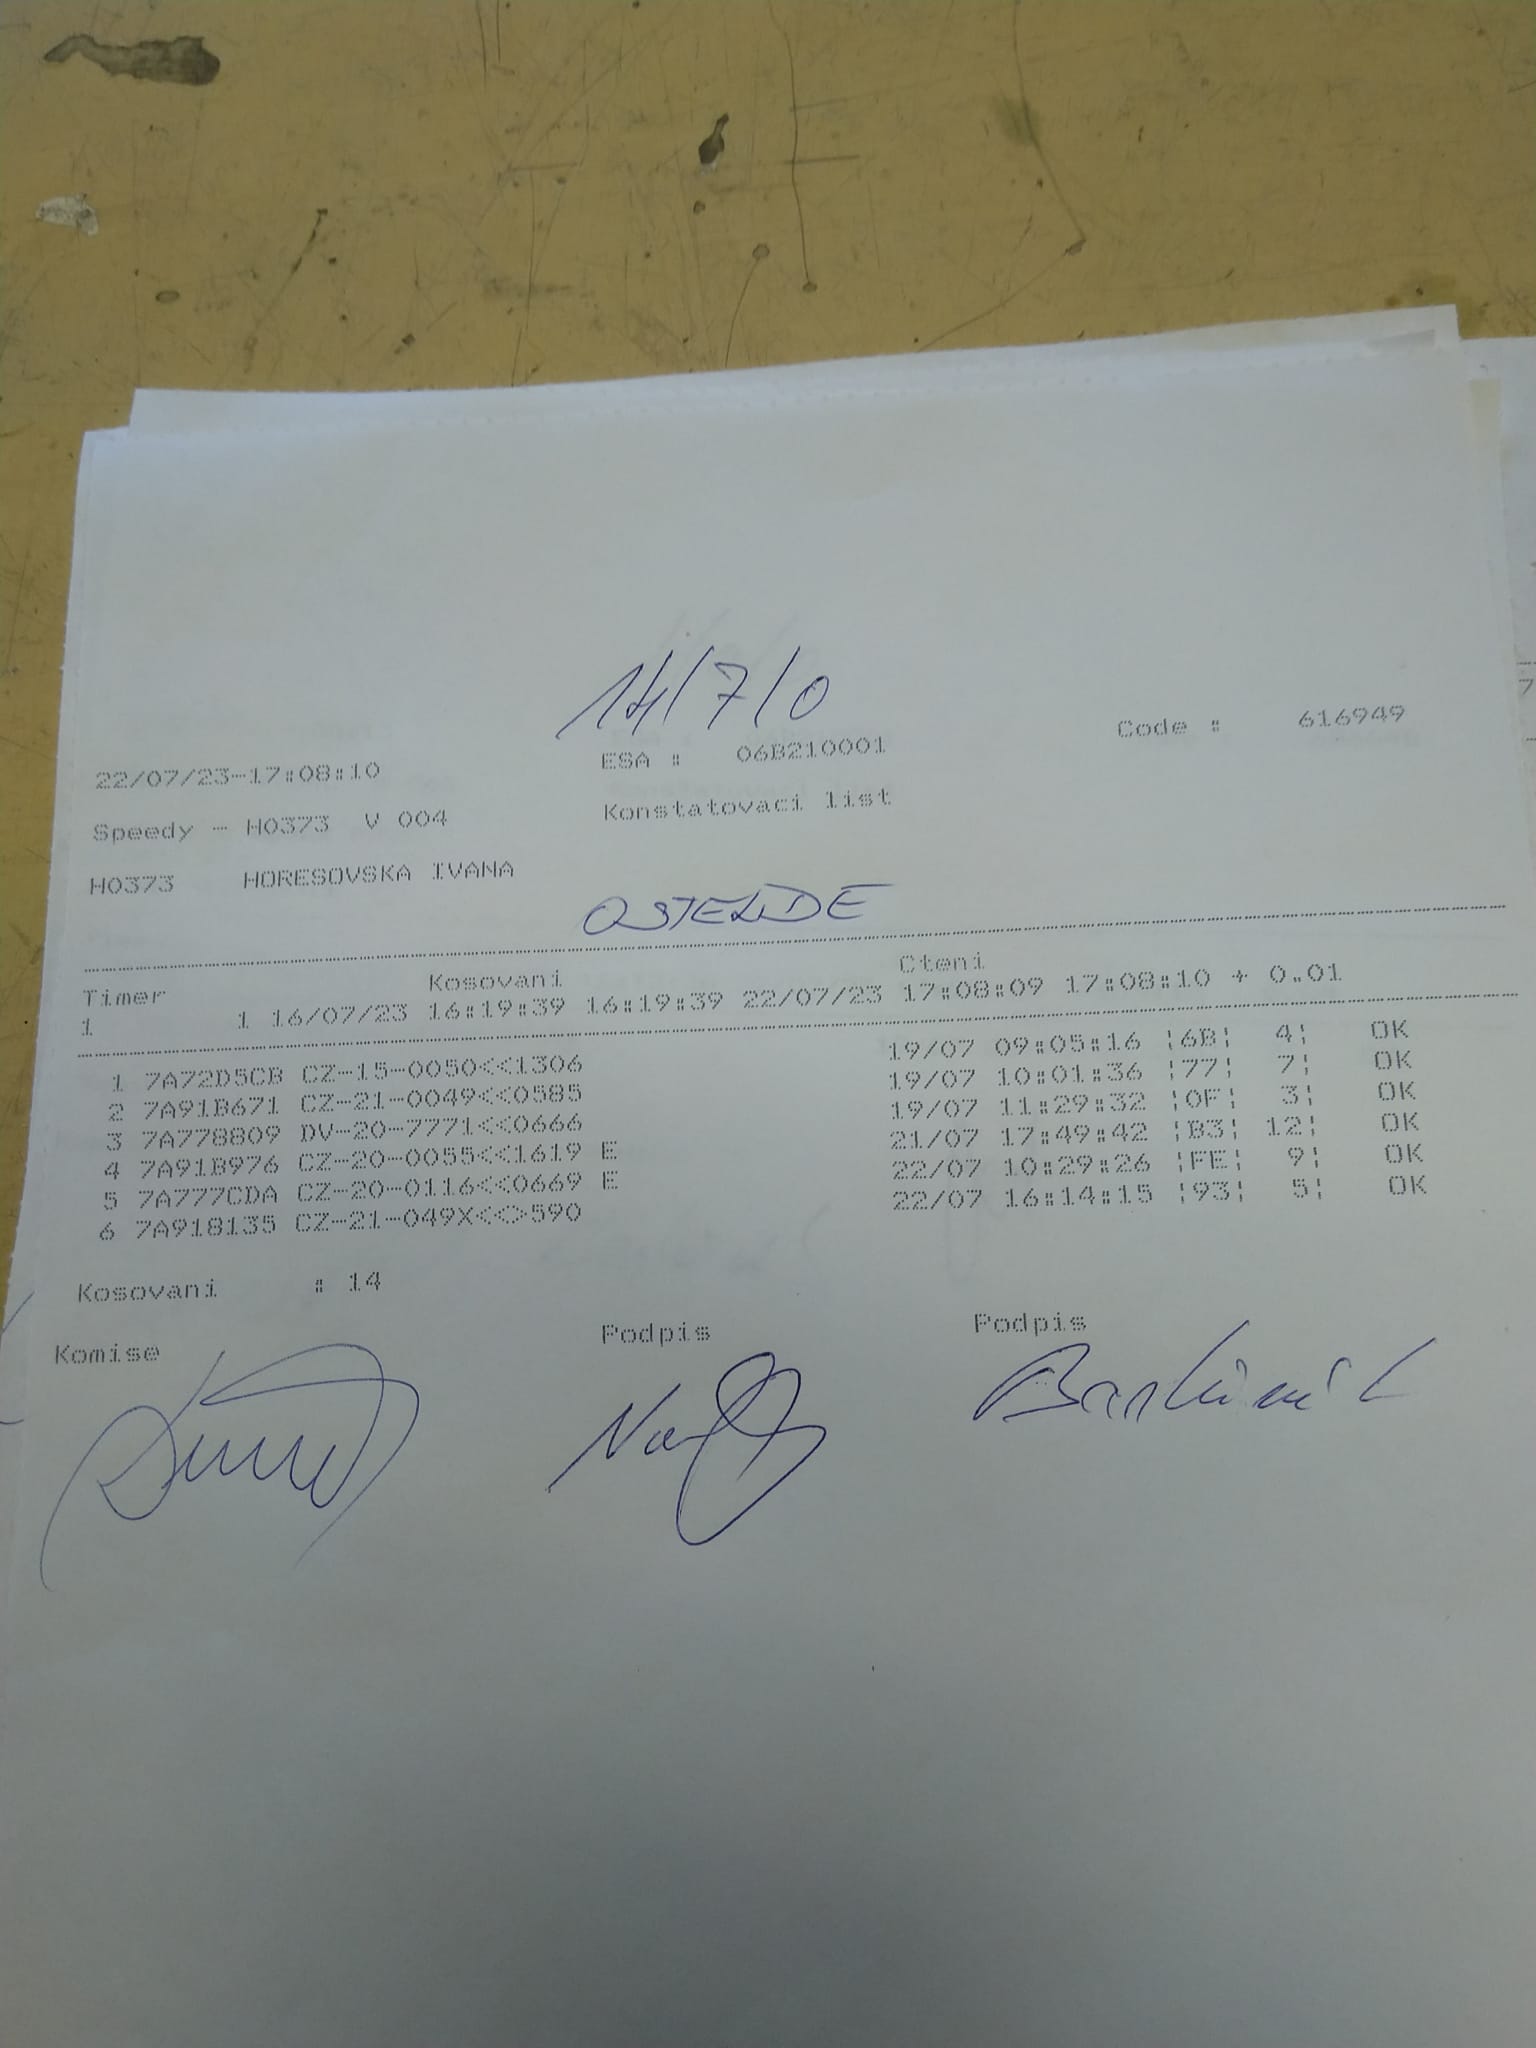 14/7/0
22/07/23-17:08:10 ESA : 06B210001 Code : 616949
Speedy - H0373 V 004 Konstatovaci list
H0373 HORESOVSKA IVANA
OSTENDE
Timer Kosovani Cteni
1 1 16/07/23 16:19:39 16:19:39 22/07/23 17:08:09 17:08:10 + 0.01
1 7A72D5CB CZ-15-0050<<1306 19/07 09:05:16 ¦6B¦ 4¦ OK
2 7A91B671 CZ-21-0049<<0585 19/07 10:01:36 ¦77¦ 7¦ OK
3 7A778809 DV-20-7771<<0666 19/07 11:29:32 ¦0F¦ 3¦ OK
4 7A91B976 CZ-20-0055<<1619 E 21/07 17:49:42 ¦B3¦ 12¦ OK
5 7A777CDA CZ-20-0116<<0669 E 22/07 10:29:26 ¦FE¦ 9¦ OK
6 7A918135 CZ-21-049X<<>590 22/07 16:14:15 ¦93¦ 5¦ OK
Kosovani : 14
Komise Podpis Podpis